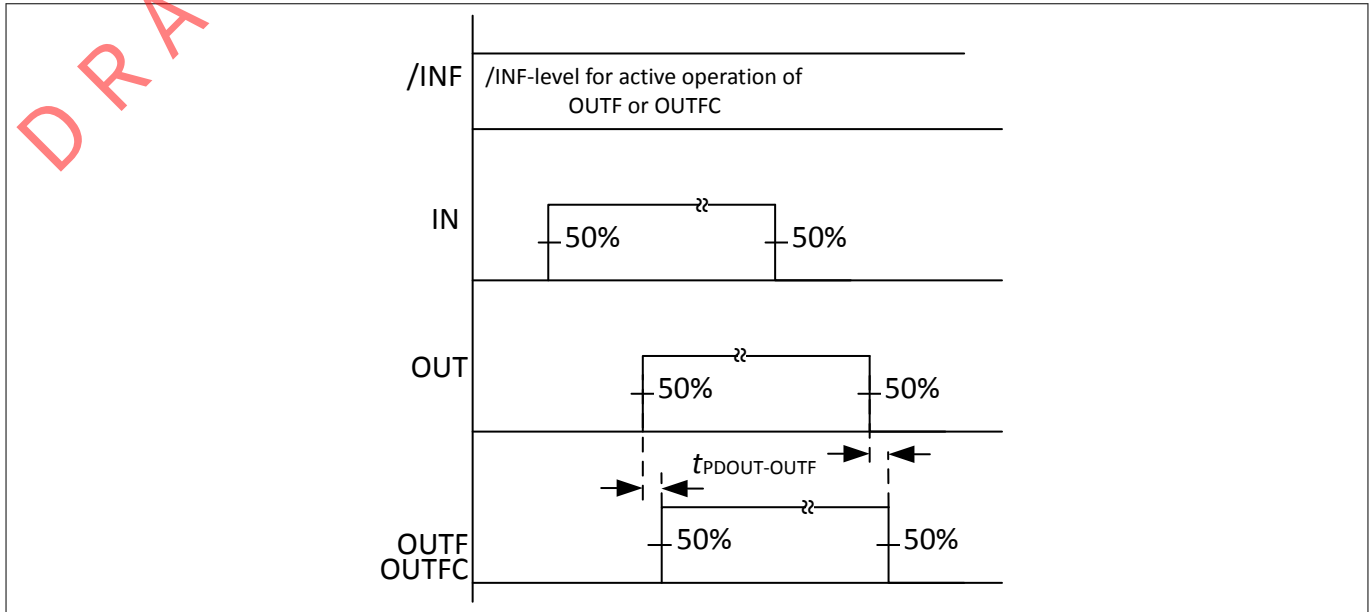 D R A
/INF
/INF-level for active operation of
OUTF or OUTFC
IN
50%
50%
OUT
50%
50%
tPDOUT-OUTF
OUTF
OUTFC
50%
50%